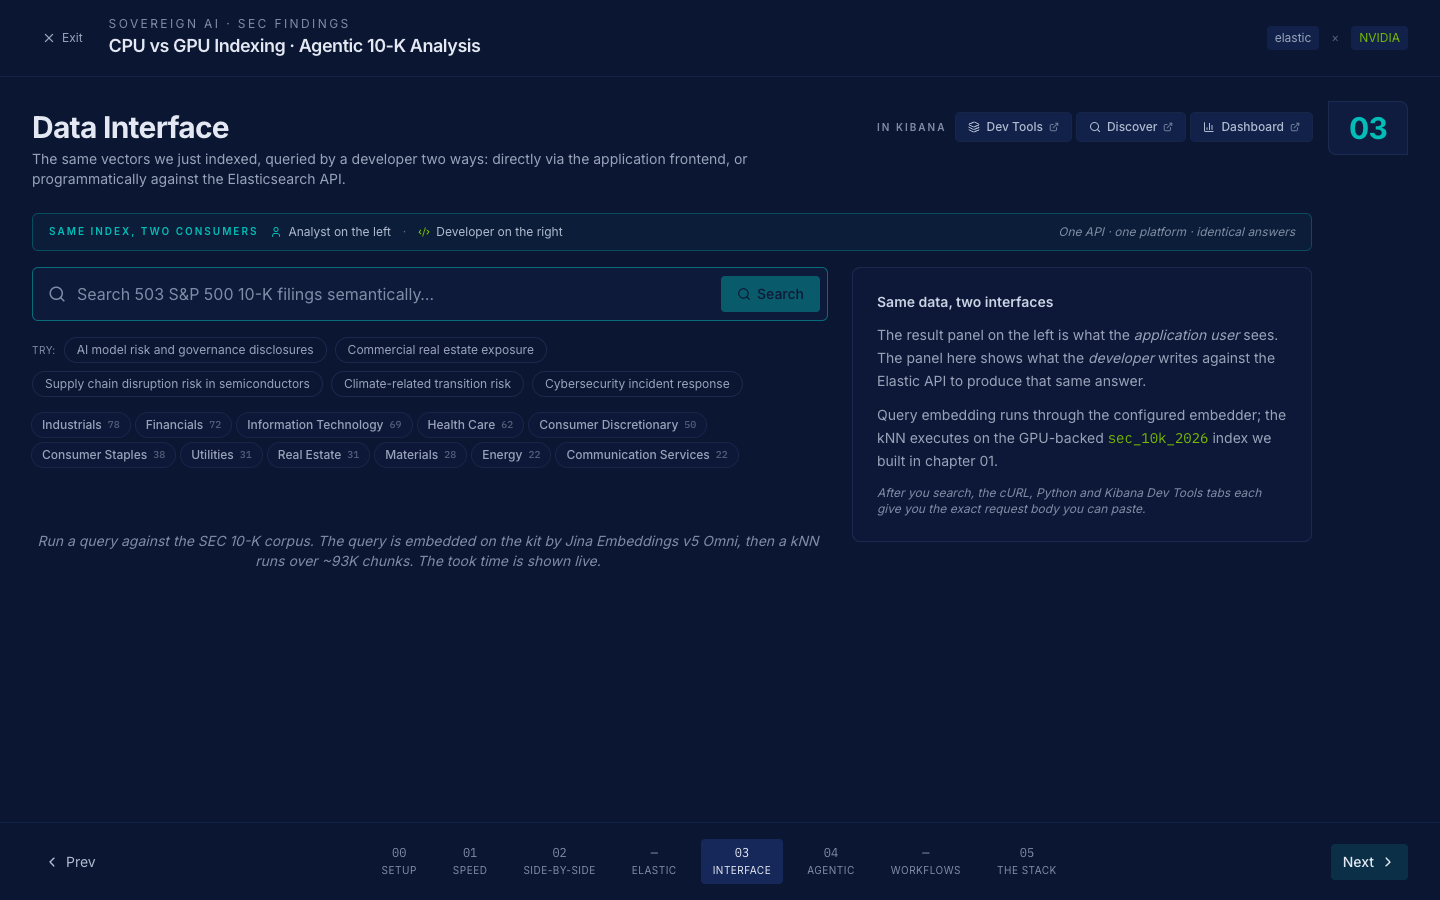 Exit
SOVEREIGN AI · SEC FINDINGS
CPU vs GPU Indexing · Agentic 10-K Analysis
elastic × NVIDIA
Data Interface
The same vectors we just indexed, queried by a developer two ways: directly via the application frontend, or
programmatically against the Elasticsearch API.
IN KIBANA Dev Tools Discover Dashboard
03
SAME INDEX, TWO CONSUMERS Analyst on the left · Developer on the right
One API · one platform · identical answers
Search 503 S&P 500 10-K filings semantically...
Search
TRY: AI model risk and governance disclosures Commercial real estate exposure
Supply chain disruption risk in semiconductors Climate-related transition risk Cybersecurity incident response
Industrials 78 Financials 72 Information Technology 69 Health Care 62 Consumer Discretionary 50
Consumer Staples 38 Utilities 31 Real Estate 31 Materials 28 Energy 22 Communication Services 22
Run a query against the SEC 10-K corpus. The query is embedded on the kit by Jina Embeddings v5 Omni, then a kNN
runs over ~93K chunks. The took time is shown live.
Same data, two interfaces
The result panel on the left is what the application user sees.
The panel here shows what the developer writes against the
Elastic API to produce that same answer.
Query embedding runs through the configured embedder; the
kNN executes on the GPU-backed sec_10k_2026 index we
built in chapter 01.
After you search, the cURL, Python and Kibana Dev Tools tabs each
give you the exact request body you can paste.
Prev
00 SETUP
01 SPEED
02 SIDE-BY-SIDE
— ELASTIC
03 INTERFACE
04 AGENTIC
— WORKFLOWS
05 THE STACK
Next